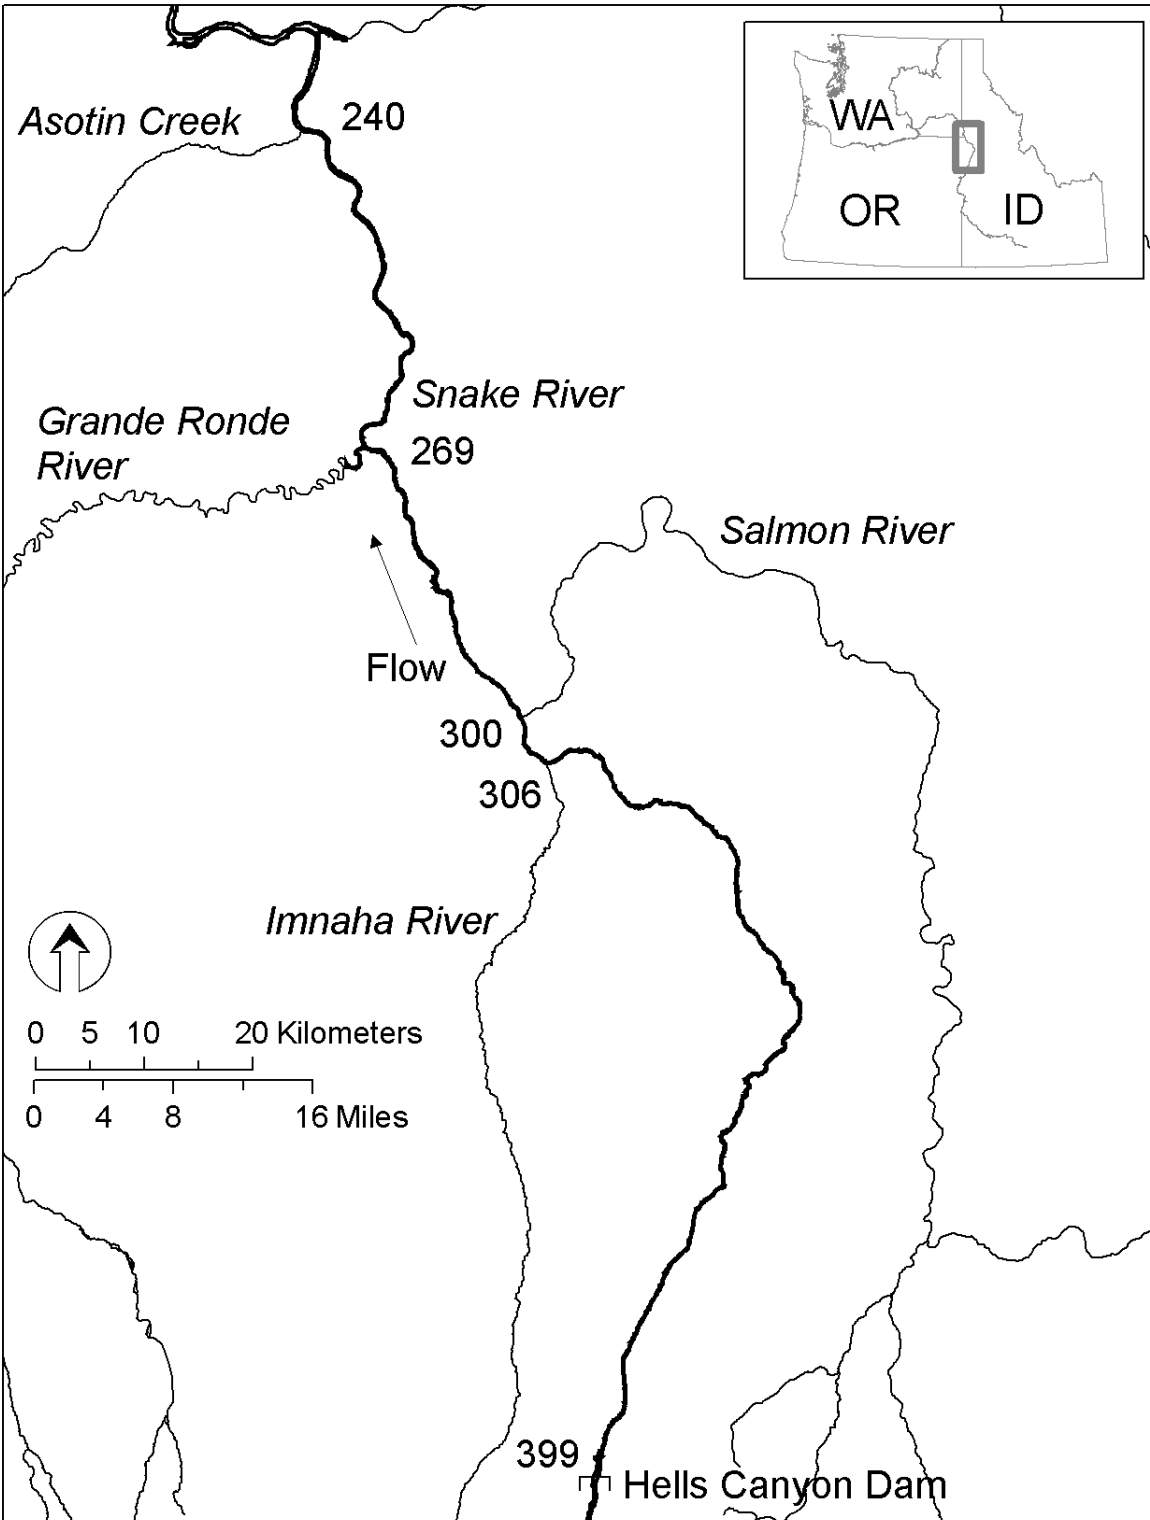 WA
OR
ID
Asotin Creek
240
Snake River
Grande Ronde
River
269
Salmon River
Flow
300
306
Imnaha River
0 5 10 20 Kilometers
0 4 8 16 Miles
399
Hells Canyon Dam